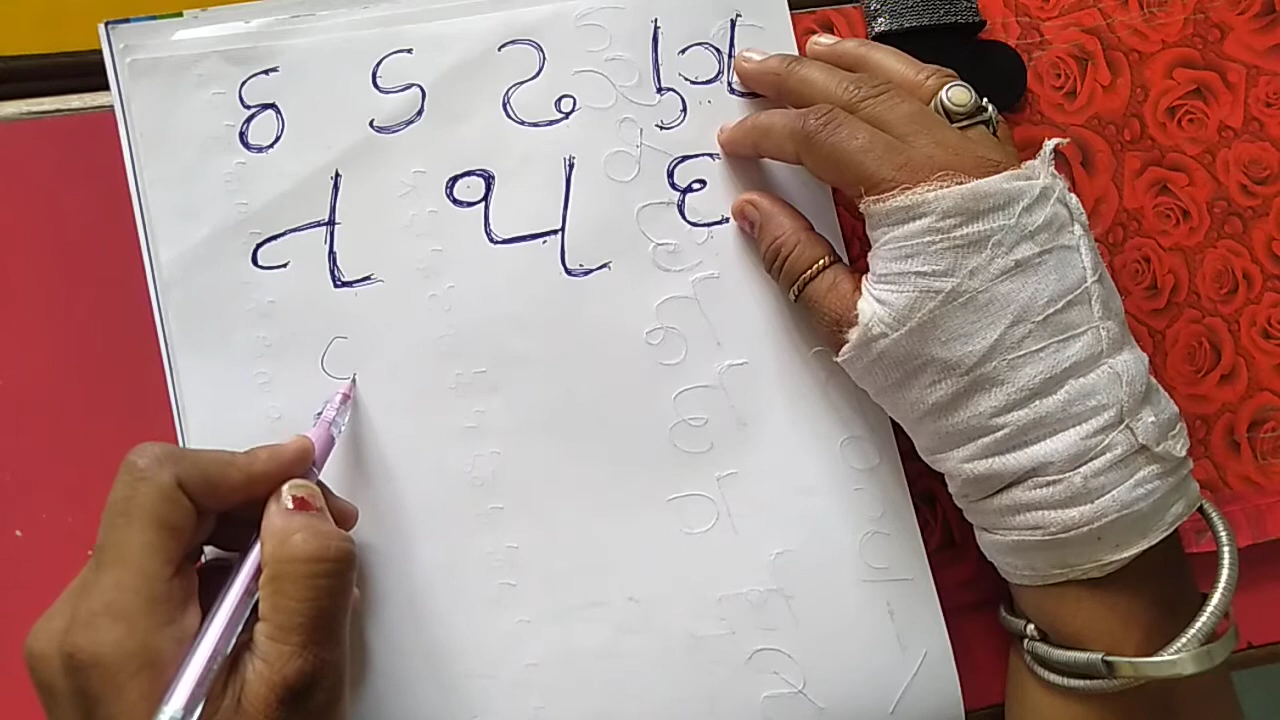 ઠ ડ ઢ ણ
ત થ દ